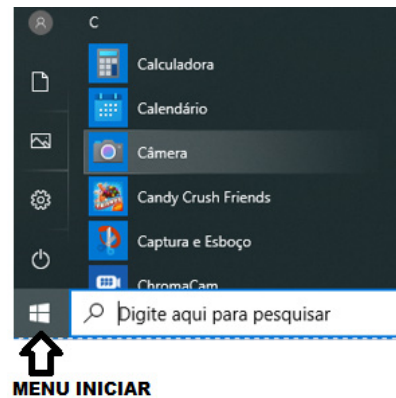 C
Calculadora
Calendário
Câmera
Candy Crush Friends
Captura e Esboço
ChromaCam
Digite aqui para pesquisar
MENU INICIAR